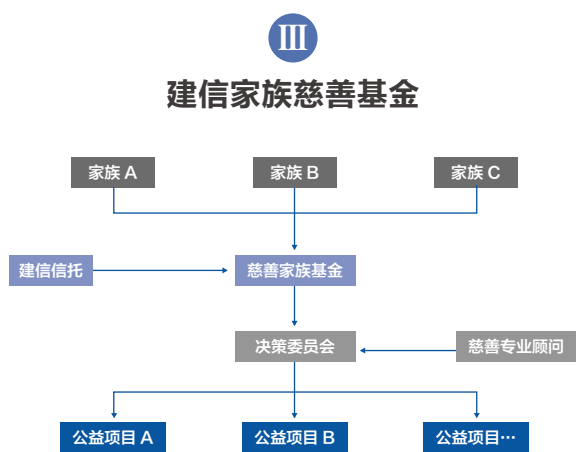 III
建信家族慈善基金
家族 A
家族 B
家族 C
建信信托
慈善家族基金
决策委员会
慈善专业顾问
公益项目 A
公益项目 B
公益项目…